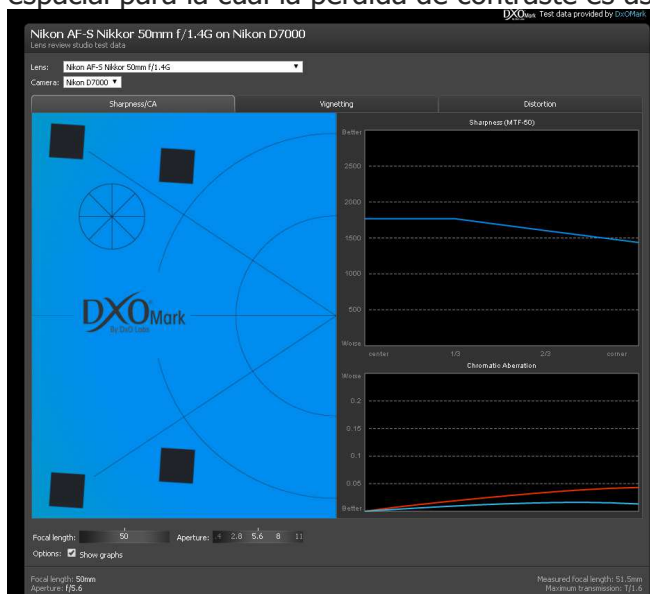 espacial para la cual la pérdida de contraste es
DXOMark Test data provided by DxOMark
Nikon AF-S Nikkor 50mm f/1.4G on Nikon D7000
Lens review studio test data
Lens: Nikon AF-S Nikkor 50mm f/1.4G
Camera: Nikon D7000
Sharpness/CA Vignetting Distortion
Sharpness (MTF-50)
Better
2500
2000
1500
1000
500
Worse
center 1/3 2/3 corner
Chromatic Aberration
Worse
0.2
0.15
0.1
0.05
Better
DXOMark
By DxO Labs
Focal length: 50 Aperture: .4 2.8 5.6 8 11
Options: Show graphs
Focal length: 50mm
Aperture: f/5.6
Measured focal length: 51.5mm
Maximum transmission: T/1.6